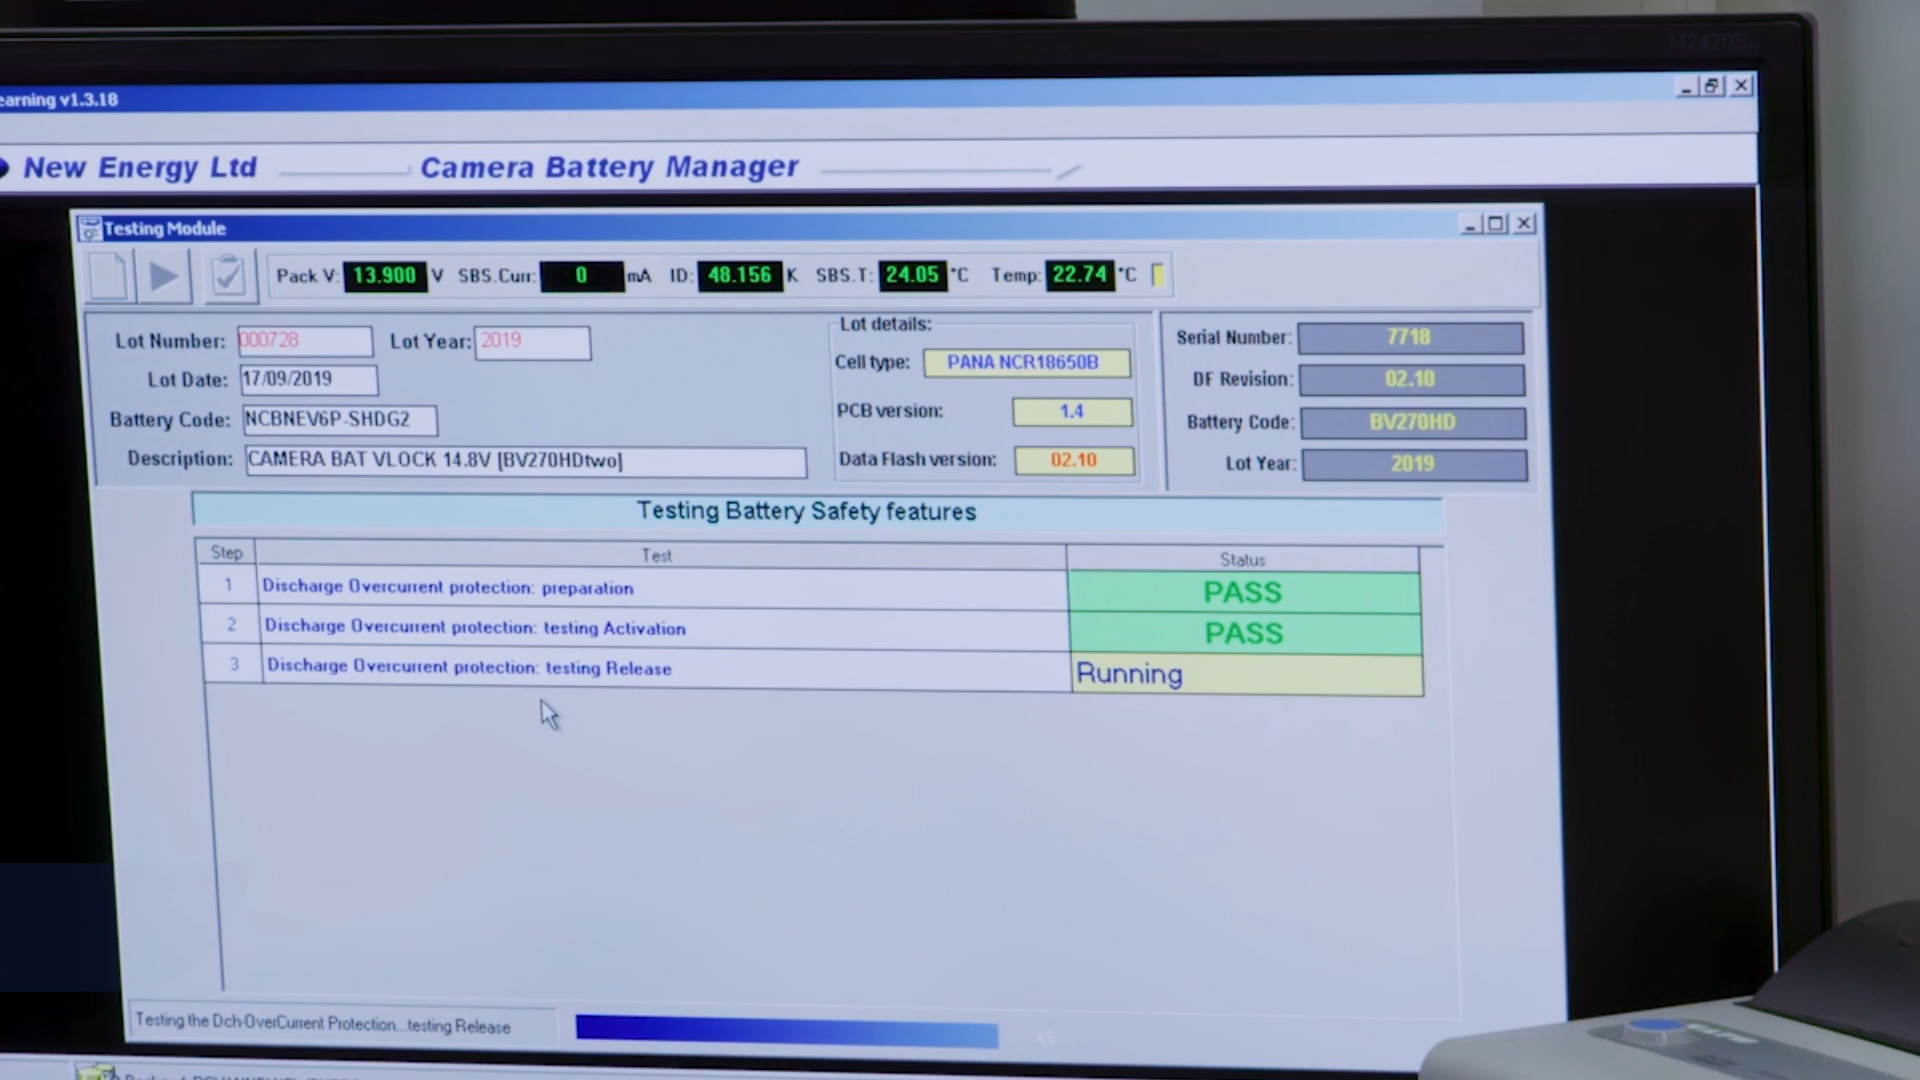 M2470S
earning v1.3.18
New Energy Ltd Camera Battery Manager
Testing Module
Pack V: 13.900 V SBS.Curr: 0 mA ID: 48.156 K SBS.T: 24.05 °C Temp: 22.74 °C
Lot Number: 000728 Lot Year: 2019
Lot Date: 17/09/2019
Battery Code: NCBNEV6P-SHDG2
Description: CAMERA BAT VLOCK 14.8V [BV270HDtwo]
Lot details:
Cell type: PANA NCR18650B
PCB version: 1.4
Data Flash version: 02.10
Serial Number: 7718
DF Revision: 02.10
Battery Code: BV270HD
Lot Year: 2019
Testing Battery Safety features
Step Test Status
1 Discharge Overcurrent protection: preparation PASS
2 Discharge Overcurrent protection: testing Activation PASS
3 Discharge Overcurrent protection: testing Release Running
Testing the Dch-OverCurrent Protection...testing Release 45